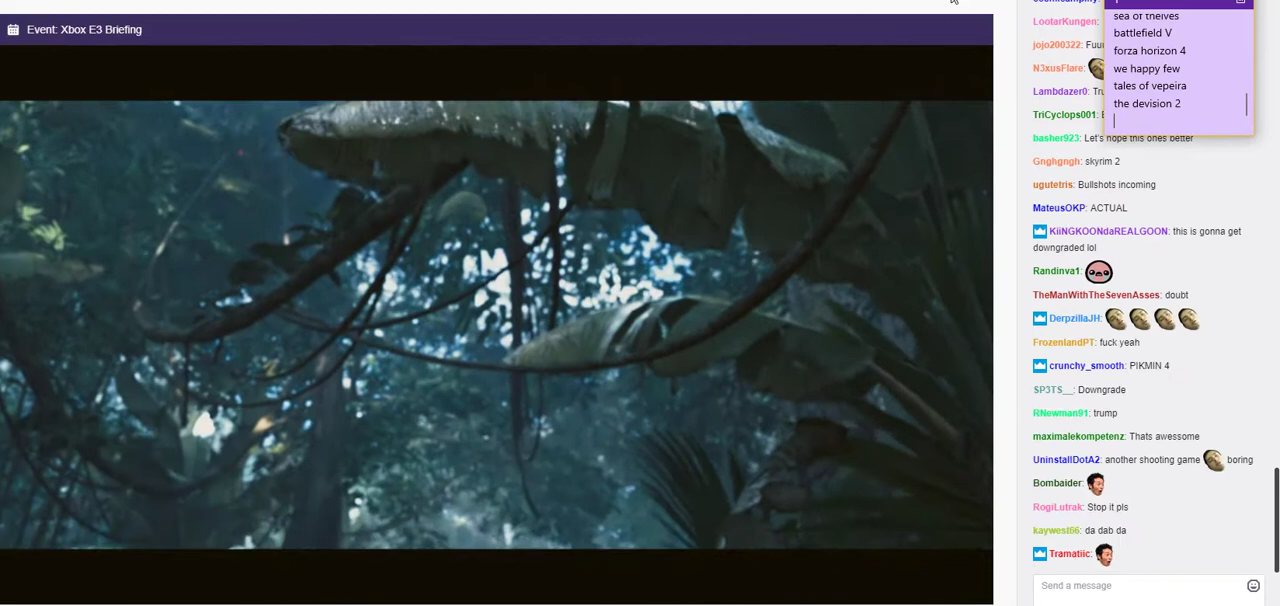 Event: Xbox E3 Briefing
sea of theives
battlefield V
forza horizon 4
we happy few
tales of vepeira
the devision 2
LootarKungen:
jojo200322: Fuu
N3xusFlare:
Lambdazer0: Tru
TriCyclops001:
basher923: Let's hope this ones better
Gnghgngh: skyrim 2
ugutetris: Bullshots incoming
MateusOKP: ACTUAL
KiiNGKOONdaREALGOON: this is gonna get
downgraded lol
Randinva1:
TheManWithTheSevenAsses: doubt
DerpzillaJH:
FrozenlandPT: fuck yeah
crunchy_smooth: PIKMIN 4
SP3TS__: Downgrade
RNewman91: trump
maximalekompetenz: Thats awesome
UninstallDotA2: another shooting game boring
Bombaider:
RogiLutrak: Stop it pls
kaywest66: da dab da
Tramatiic:
Send a message